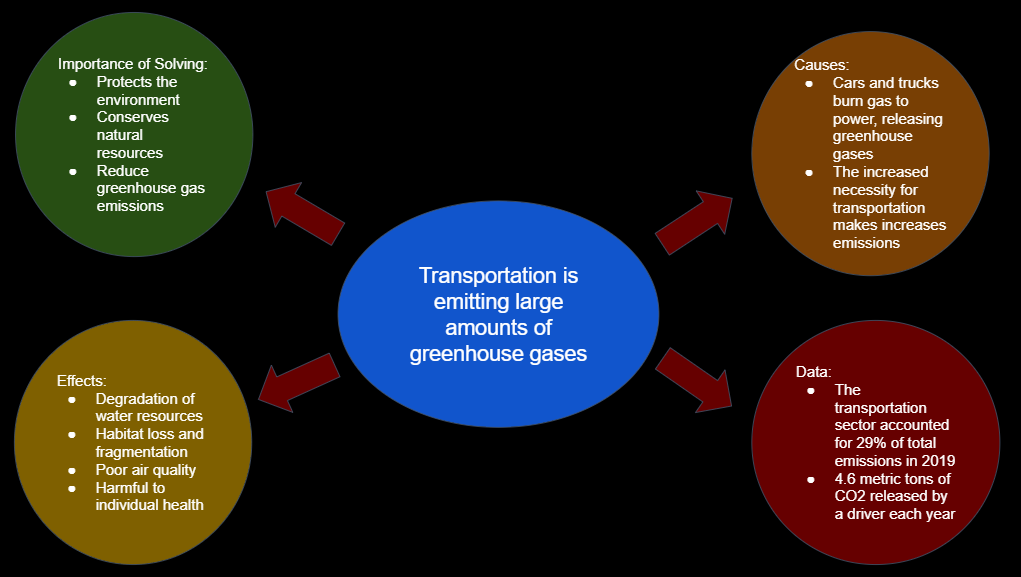 Importance of Solving:
● Protects the
environment
● Conserves
natural
resources
● Reduce
greenhouse gas
emissions
Causes:
● Cars and trucks
burn gas to
power, releasing
greenhouse
gases
● The increased
necessity for
transportation
makes increases
emissions
Transportation is
emitting large
amounts of
greenhouse gases
Effects:
● Degradation of
water resources
● Habitat loss and
fragmentation
● Poor air quality
● Harmful to
individual health
Data:
● The
transportation
sector accounted
for 29% of total
emissions in 2019
● 4.6 metric tons of
CO2 released by
a driver each year